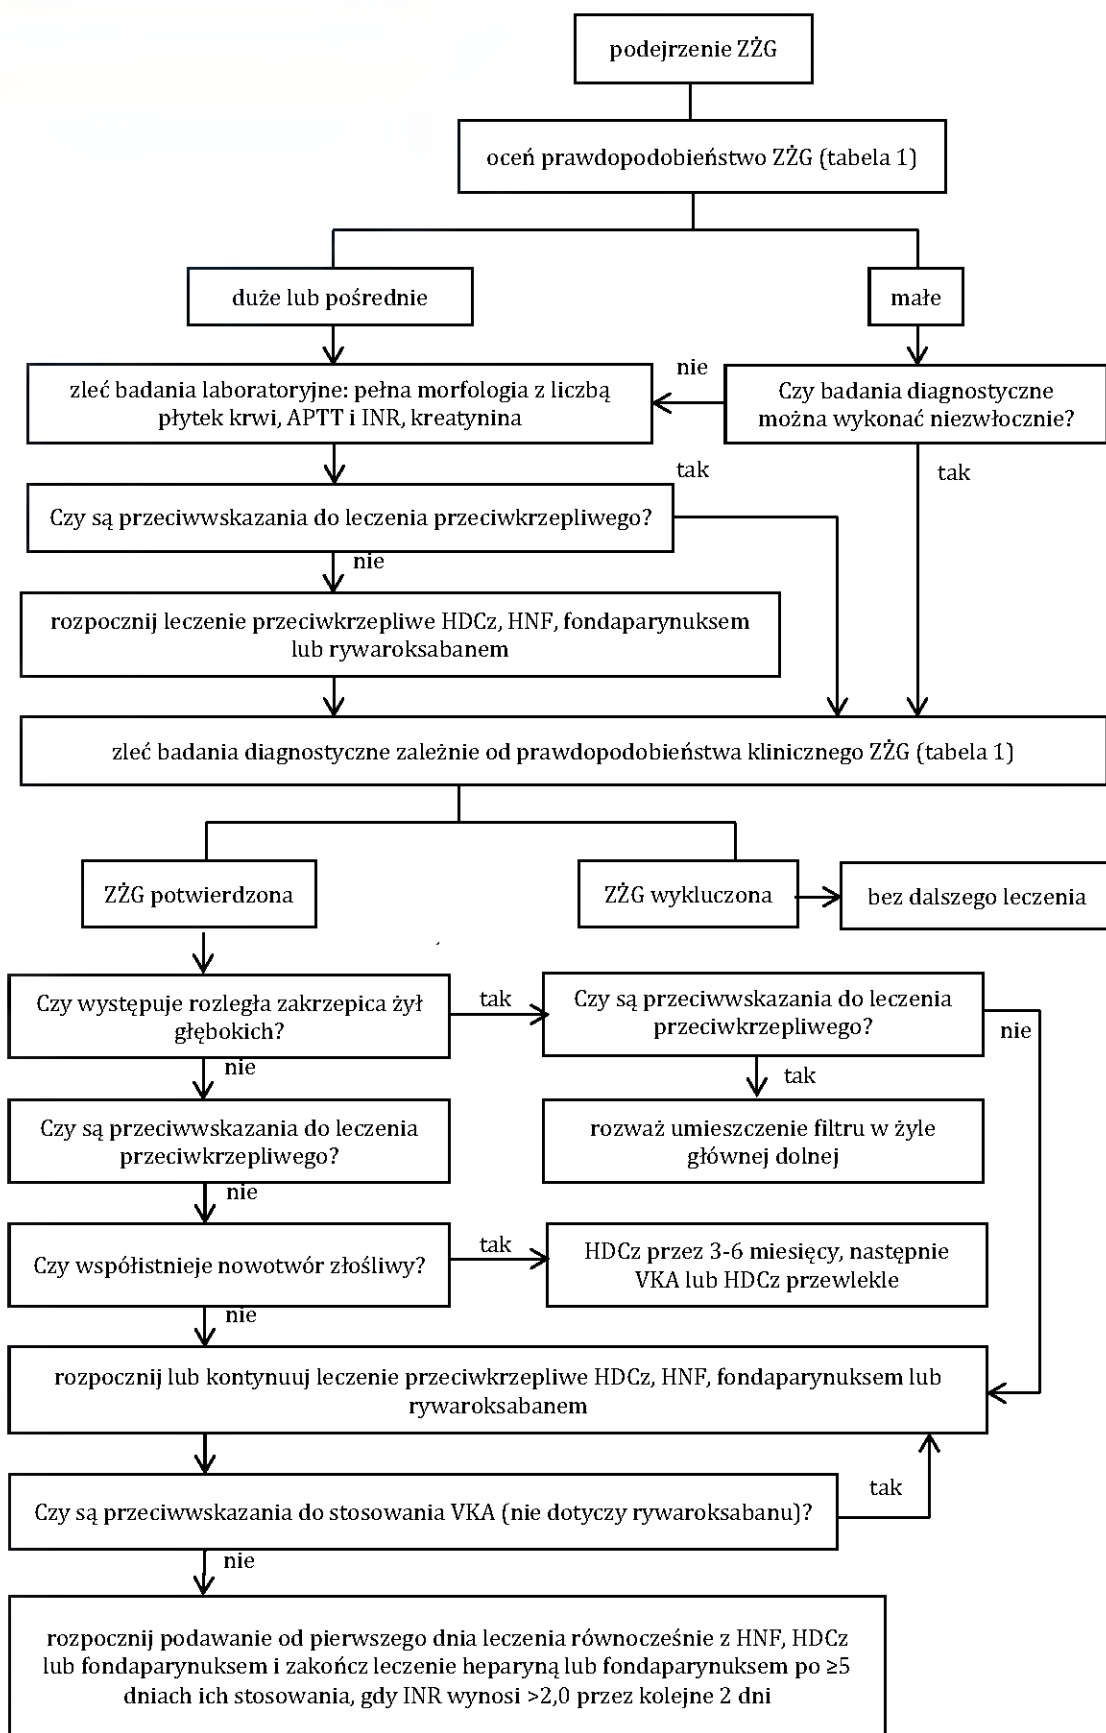 podejrzenie ZŻG
oceń prawdopodobieństwo ZŻG (tabela 1)
duże lub pośrednie
małe
zleć badania laboratoryjne: pełna morfologia z liczbą
płytek krwi, APTT i INR, kreatynina
nie
Czy badania diagnostyczne
można wykonać niezwłocznie?
tak
tak
Czy są przeciwwskazania do leczenia przeciwkrzepliwego?
nie
rozpocznij leczenie przeciwkrzepliwe HDCz, HNF, fondaparynuksem
lub rywaroksabanem
zleć badania diagnostyczne zależnie od prawdopodobieństwa klinicznego ZŻG (tabela 1)
ZŻG potwierdzona
ZŻG wykluczona
bez dalszego leczenia
Czy występuje rozległa zakrzepica żył
głębokich?
tak
Czy są przeciwwskazania do leczenia
przeciwkrzepliwego?
nie
nie
tak
Czy są przeciwwskazania do leczenia
przeciwkrzepliwego?
rozważ umieszczenie filtru w żyle
głównej dolnej
nie
Czy współistnieje nowotwór złośliwy?
tak
HDCz przez 3-6 miesięcy, następnie
VKA lub HDCz przewlekle
nie
rozpocznij lub kontynuuj leczenie przeciwkrzepliwe HDCz, HNF, fondaparynuksem lub
rywaroksabanem
Czy są przeciwwskazania do stosowania VKA (nie dotyczy rywaroksabanu)?
tak
nie
rozpocznij podawanie od pierwszego dnia leczenia równocześnie z HNF, HDCz
lub fondaparynuksem i zakończ leczenie heparyną lub fondaparynuksem po ≥5
dniach ich stosowania, gdy INR wynosi >2,0 przez kolejne 2 dni